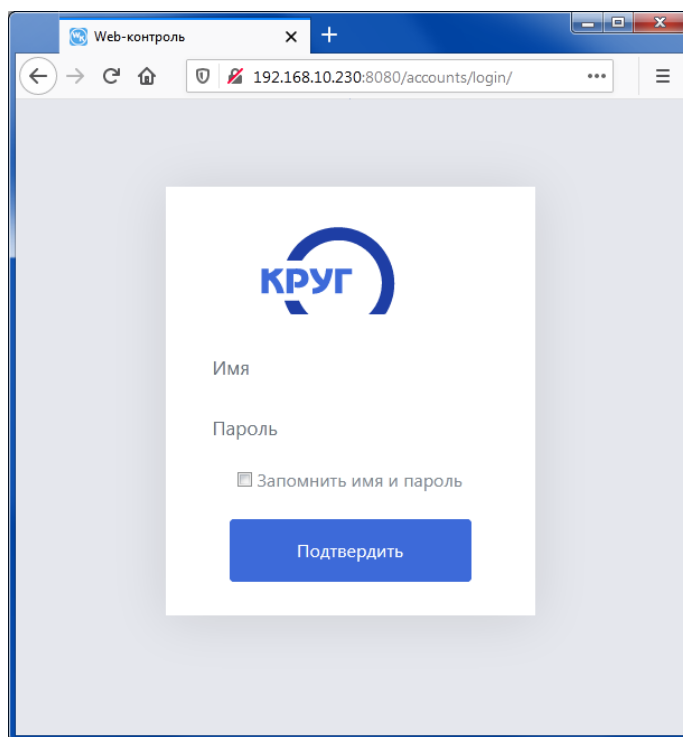 Web-контроль
192.168.10.230:8080/accounts/login/
КРУГ
Имя
Пароль
Запомнить имя и пароль
Подтвердить